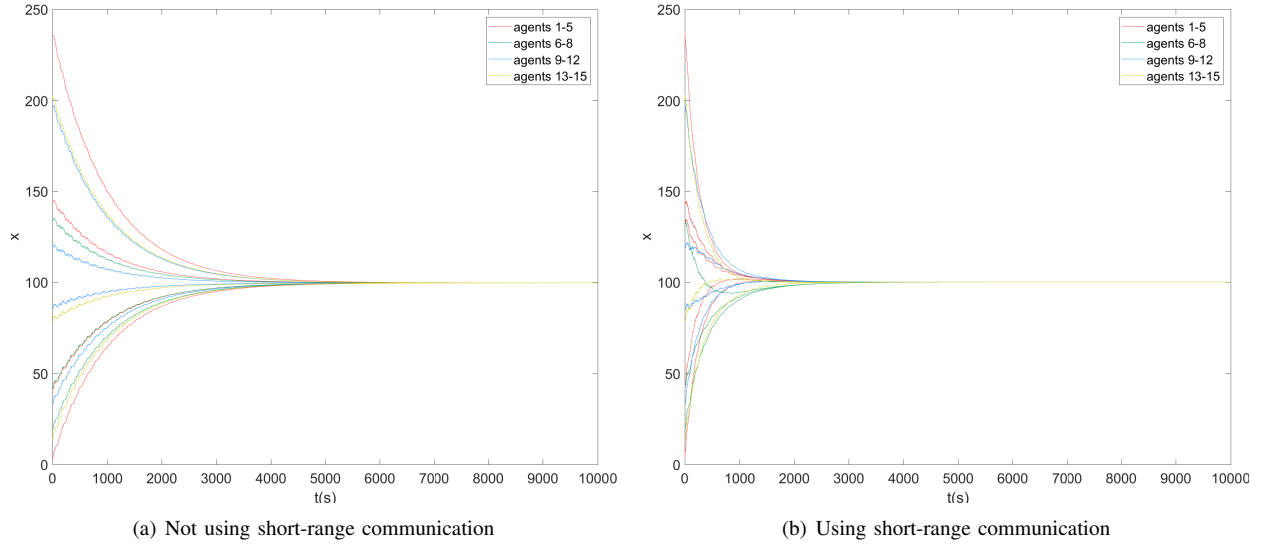 250
200
150
100
50
0
x
0 1000 2000 3000 4000 5000 6000 7000 8000 9000 10000
t(s)
agents 1-5
agents 6-8
agents 9-12
agents 13-15
(a) Not using short-range communication
250
200
150
100
50
0
x
0 1000 2000 3000 4000 5000 6000 7000 8000 9000 10000
t(s)
agents 1-5
agents 6-8
agents 9-12
agents 13-15
(b) Using short-range communication